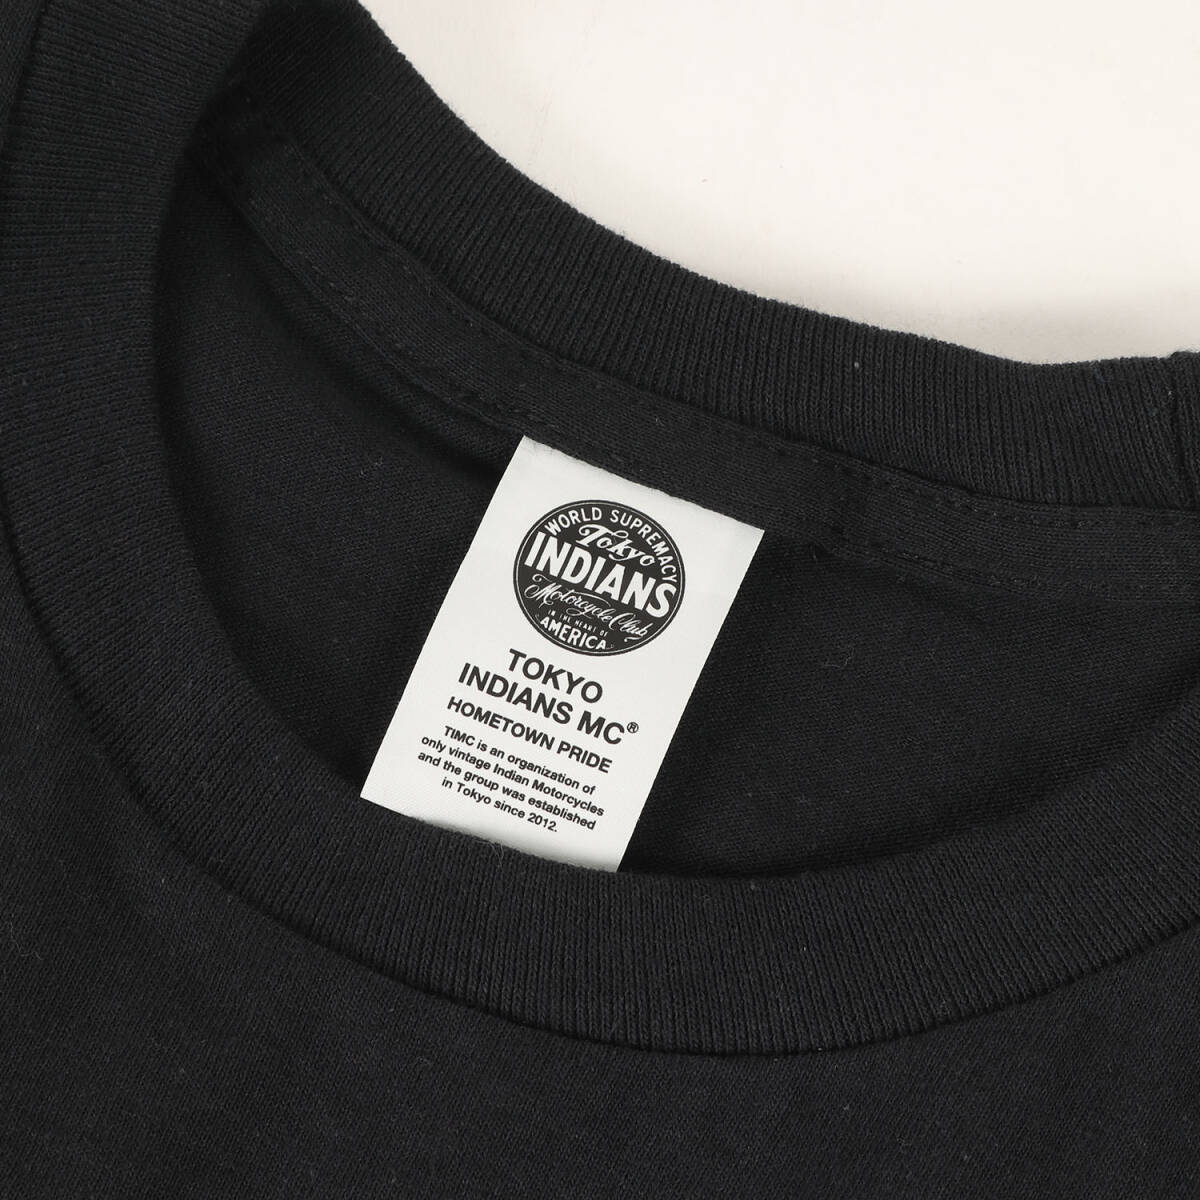 WORLD SUPREMACY
Tokyo
INDIANS
Motorcycle Club
IN THE HEART OF
AMERICA
TOKYO
INDIANS MC®
HOMETOWN PRIDE
TIMC is an organization of
only vintage Indian Motorcycles
and the group was established
in Tokyo since 2012.